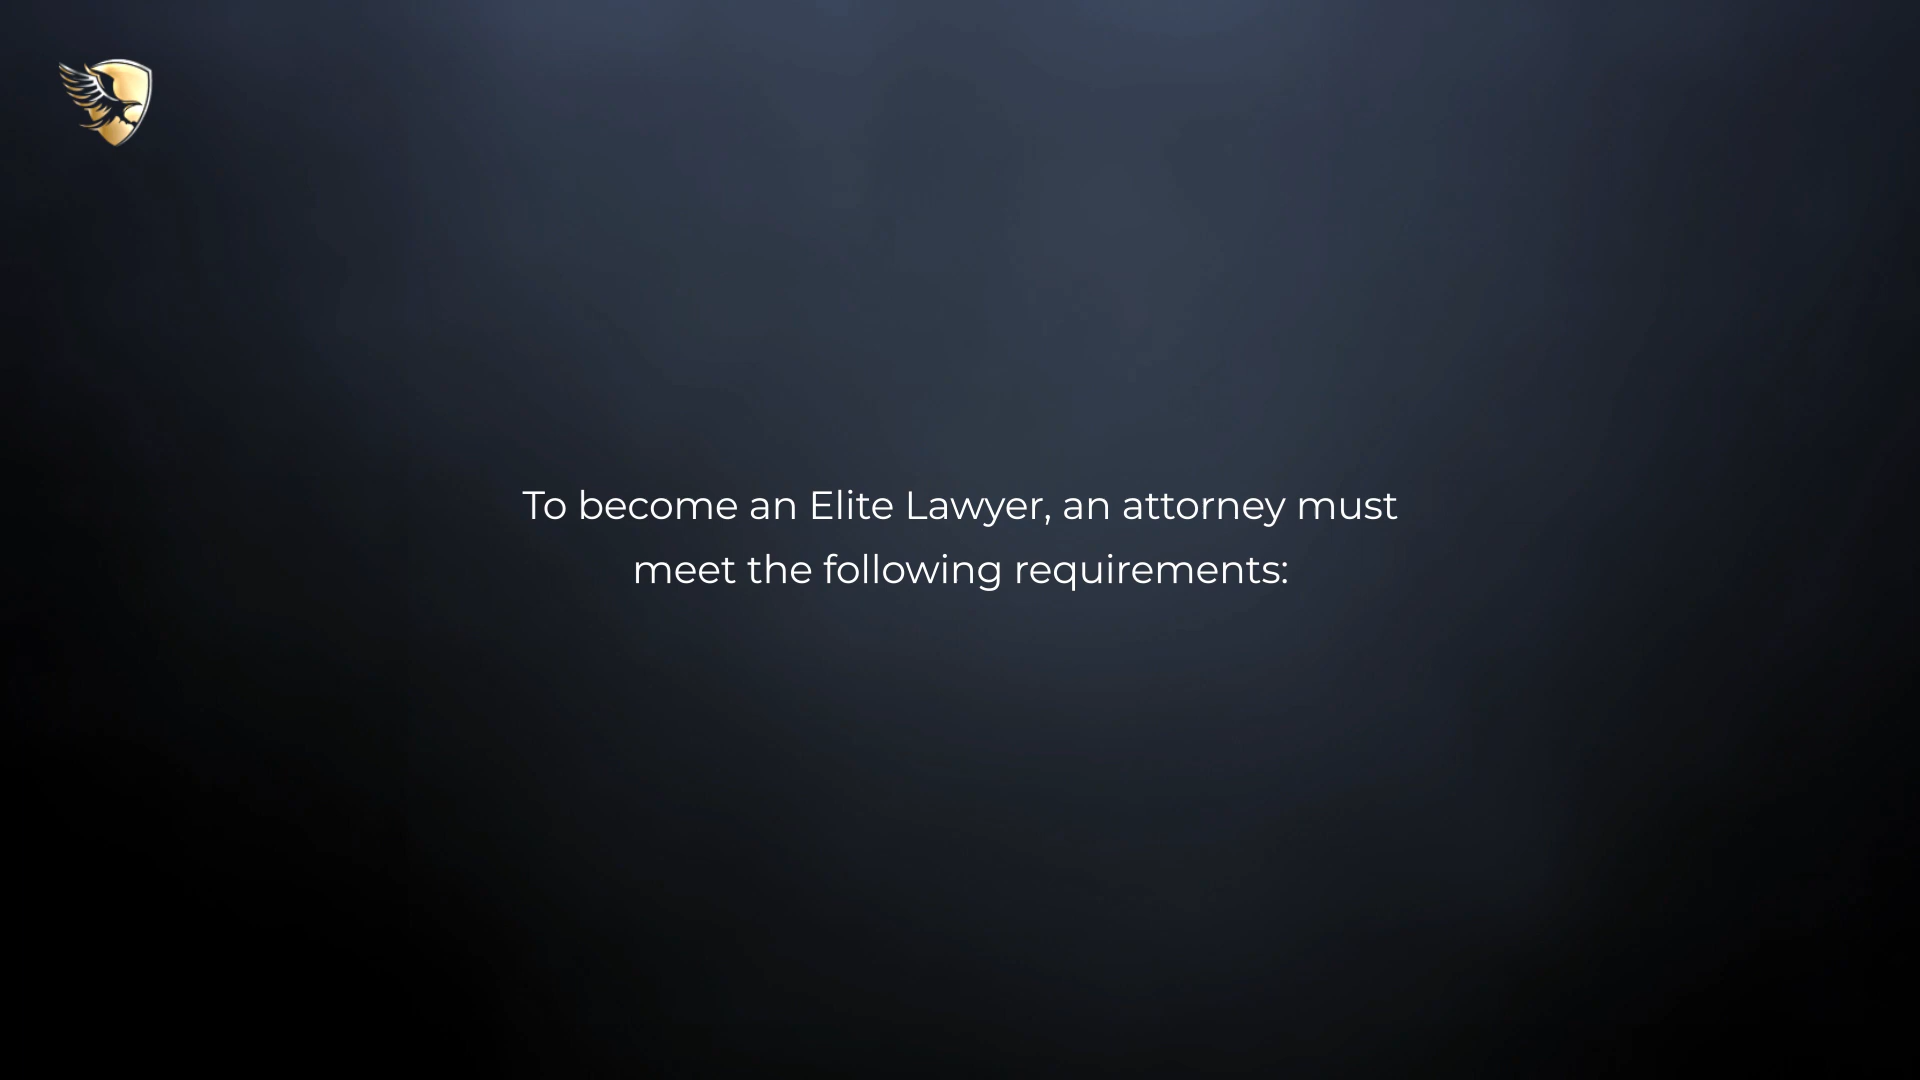 To become an Elite Lawyer, an attorney must
meet the following requirements: